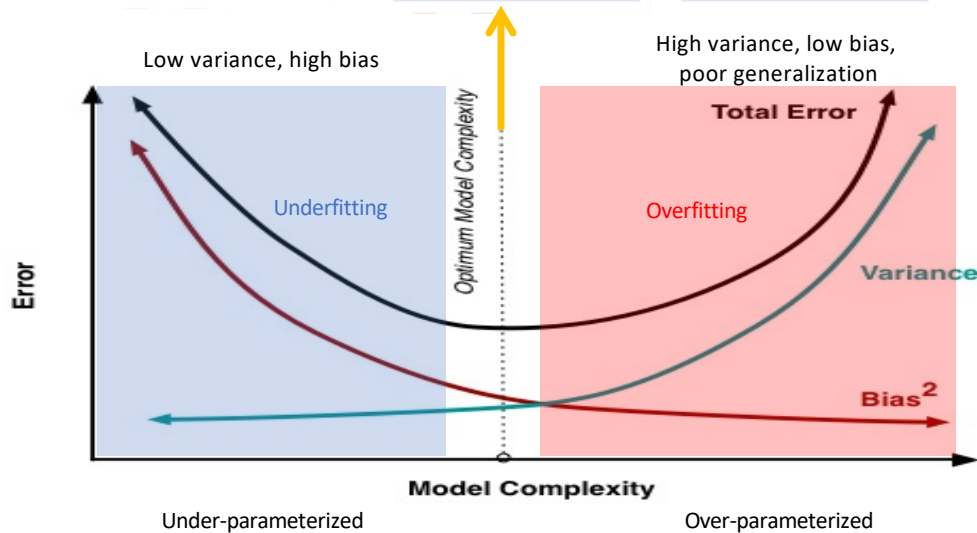 Low variance, high bias
High variance, low bias,
poor generalization
Optimum Model Complexity
Total Error
Underfitting
Overfitting
Variance
Error
Bias²
Model Complexity
Under-parameterized
Over-parameterized